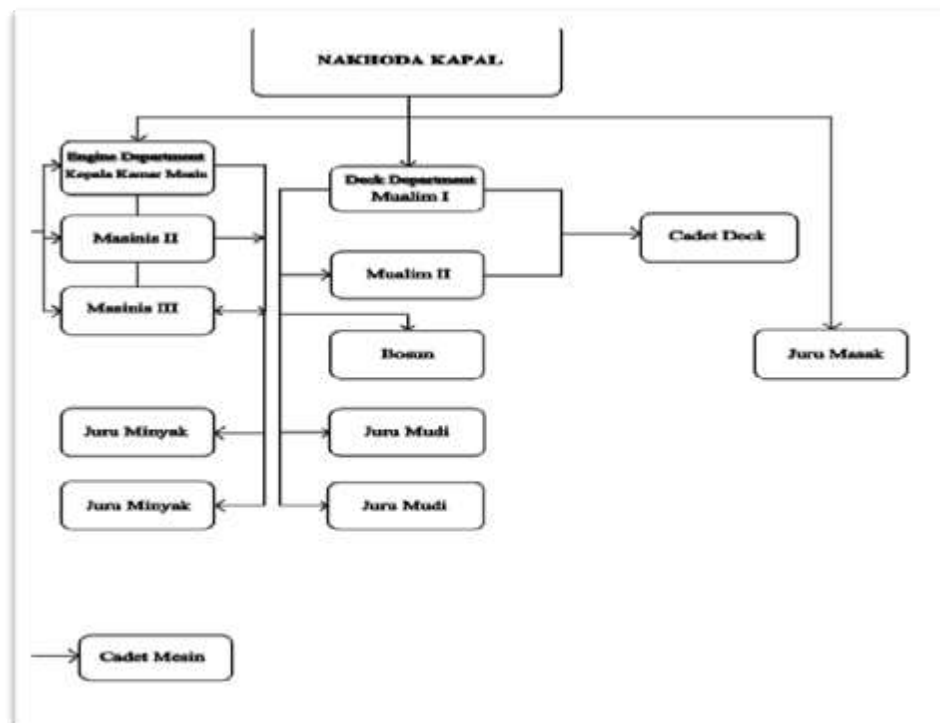 NAKHODA KAPAL
Engine Department
Kepala Kamar Mesin
Deck Department
Mualim I
Masinis II
Cadet Deck
Mualim II
Masinis III
Bosun
Juru Masak
Juru Minyak
Juru Mudi
Juru Minyak
Juru Mudi
Cadet Mesin